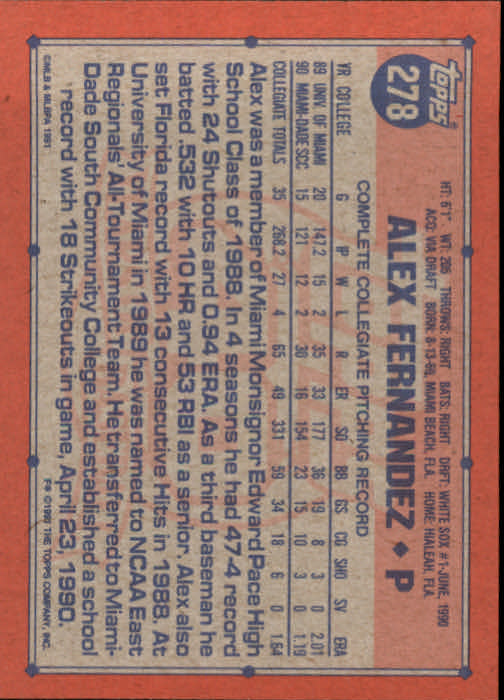 Topps
278
ALEX FERNANDEZ ♦ P
HT: 6'1" WT: 205 THROWS: RIGHT BATS: RIGHT DRFT: WHITE SOX #1-JUNE, 1990
ACQ: VIA DRAFT BORN: 8-13-69, MIAMI BEACH, FLA. HOME: HIALEAH, FLA.
COMPLETE COLLEGIATE PITCHING RECORD
YR COLLEGE G IP W L R ER SO BB GS CG SHO SV ERA
89 UNIV. OF MIAMI 20 147.2 15 2 35 33 177 36 19 8 3 0 2.01
90 MIAMI-DADE SCC 15 121 12 2 30 16 154 23 15 10 3 0 1.19
COLLEGIATE TOTALS 35 268.2 27 4 65 49 331 59 34 18 6 0 1.64
Alex was a member of Miami Monsignor Edward Pace High
School Class of 1988. In 4 seasons he had 47-4 record
with 24 Shutouts and 0.94 ERA. As a third baseman he
batted .532 with 10 HR and 53 RBI as a senior. Alex also
set Florida record with 13 consecutive Hits in 1988. At
University of Miami in 1989 he was named to NCAA East
Regionals' All-Tournament Team. He transferred to Miami-
Dade South Community College and established a school
record with 18 Strikeouts in game, April 23, 1990.
©MLB & MLBPA 1991
F* ©1990 THE TOPPS COMPANY, INC.